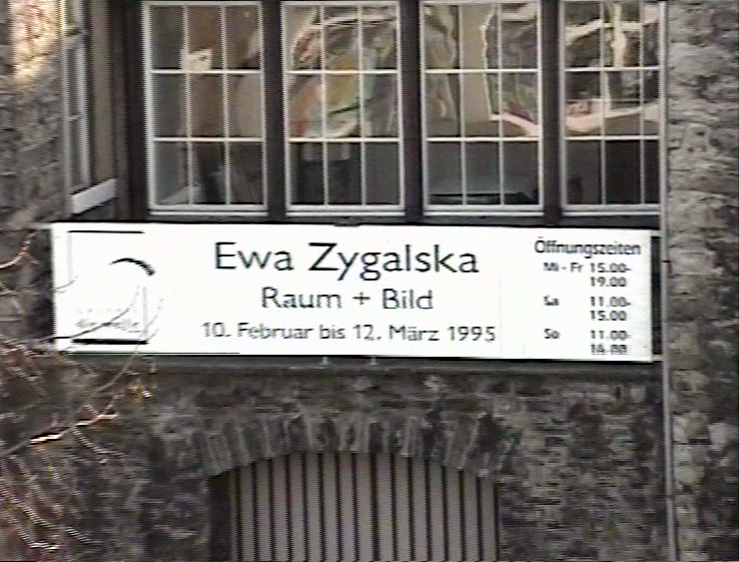 Ewa Zygalska
Raum + Bild
10. Februar bis 12. März 1995
Öffnungszeiten
Mi - Fr 15.00-
19.00
Sa 11.00-
15.00
So 11.00-